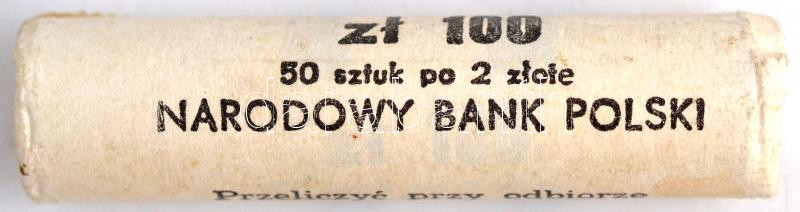 zł 100
50 sztuk po 2 złote
NARODOWY BANK POLSKI
Przeliczyć przy odbiorze